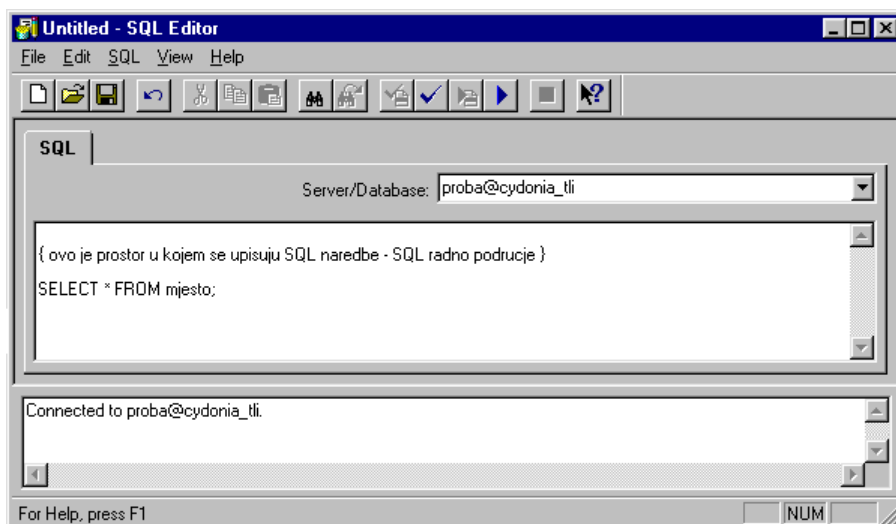 Untitled - SQL Editor
File Edit SQL View Help
SQL
Server/Database: proba@cydonia_tli
{ ovo je prostor u kojem se upisuju SQL naredbe - SQL radno podrucje }
SELECT * FROM mjesto;
Connected to proba@cydonia_tli.
For Help, press F1 NUM